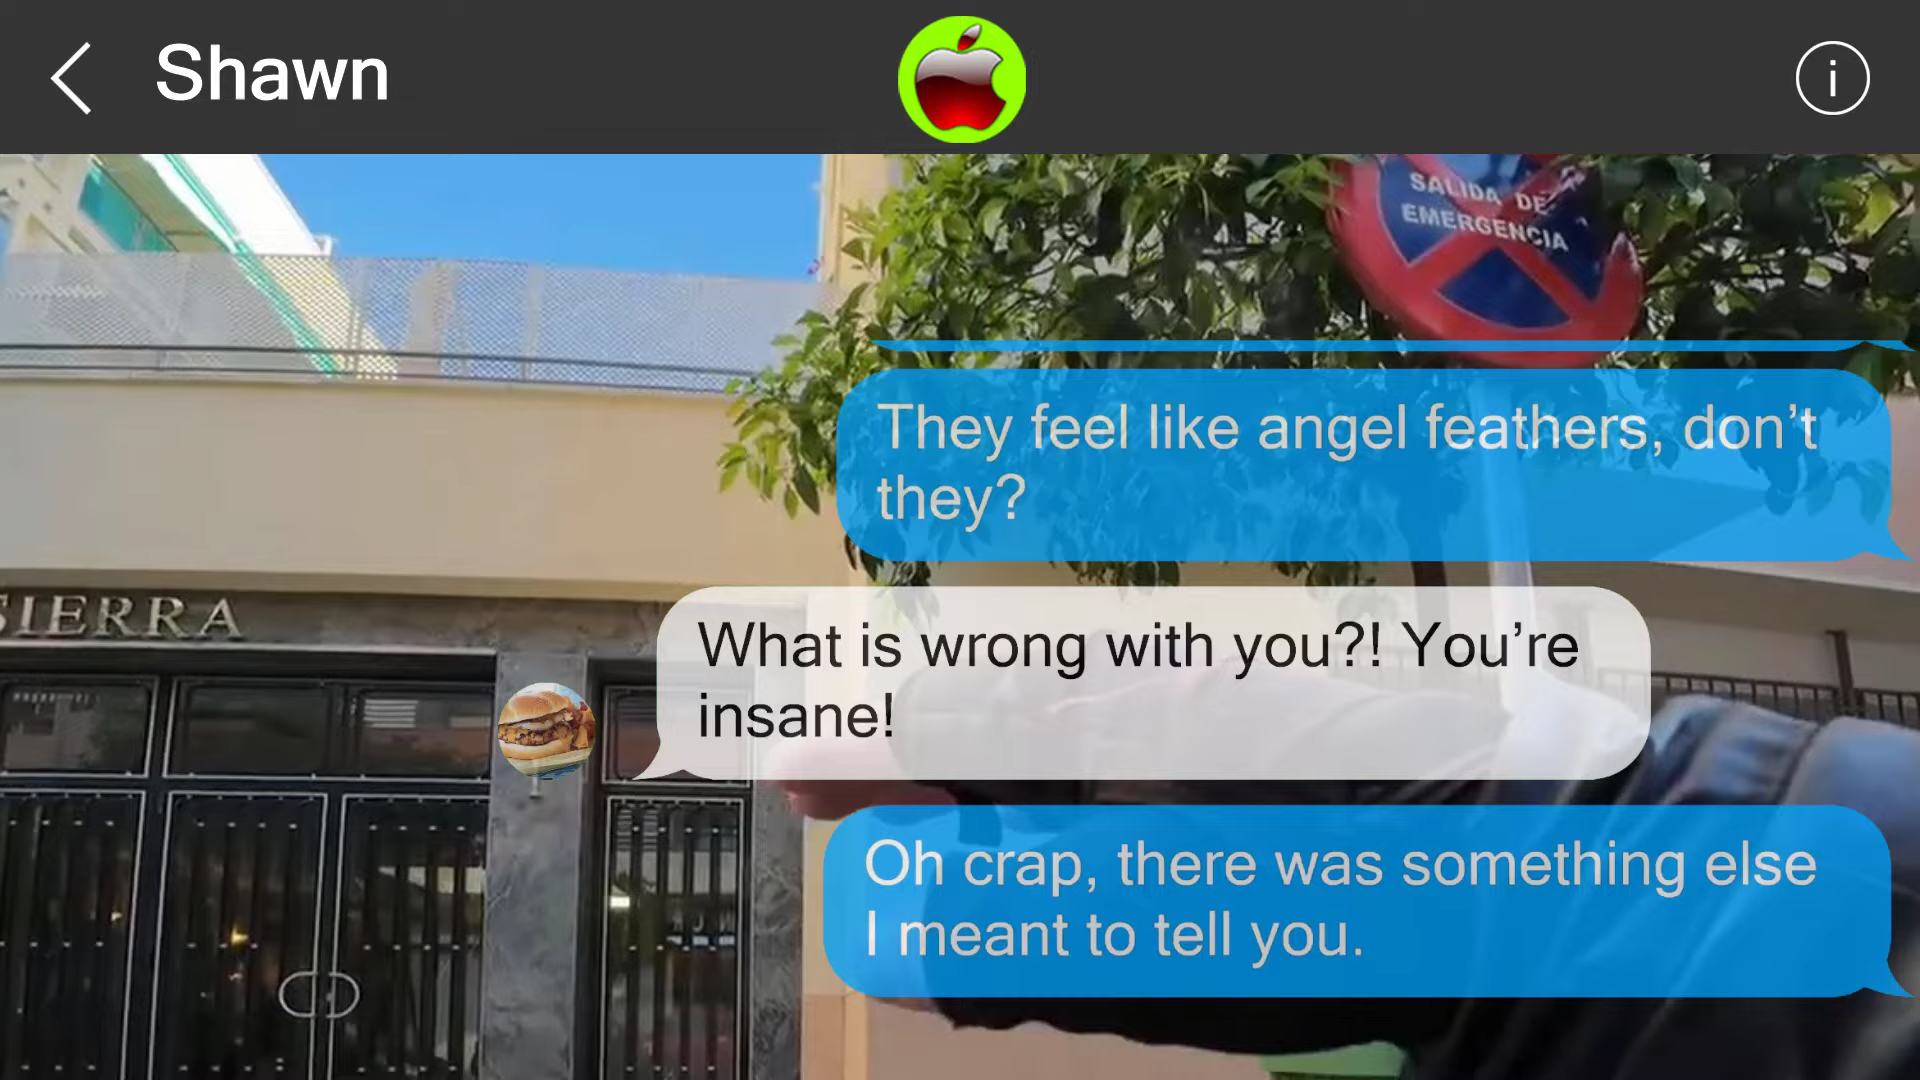 Shawn
SALIDA DE
EMERGENCIA
They feel like angel feathers, don’t
they?
SIERRA
What is wrong with you?! You’re
insane!
Oh crap, there was something else
I meant to tell you.